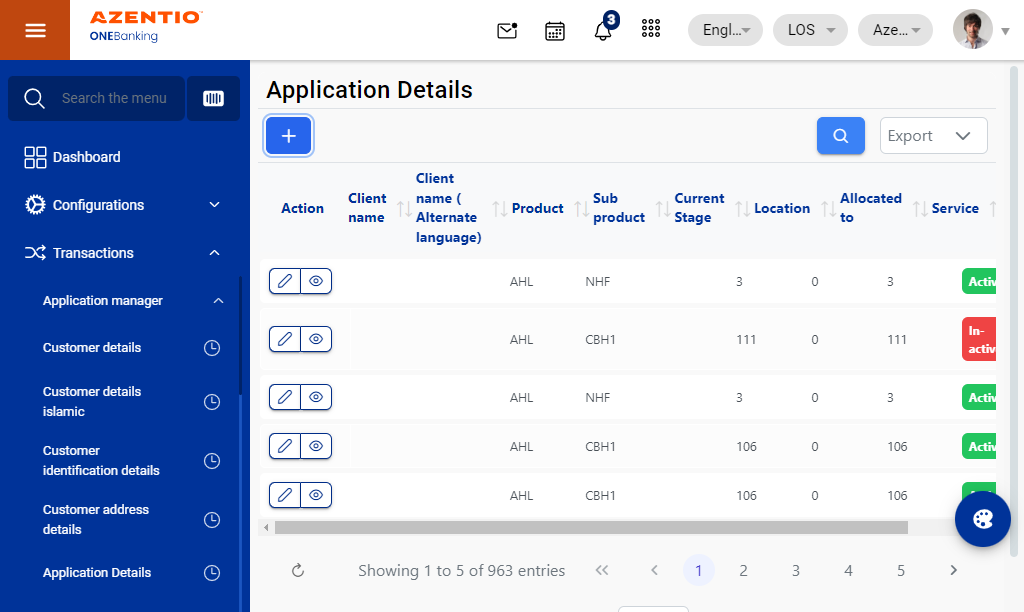 AZENTIO
ONEBanking
3
Engl...
LOS
Aze...
Search the menu
Dashboard
Configurations
Transactions
Application manager
Customer details
Customer details
islamic
Customer
identification details
Customer address
details
Application Details
Application Details
Export
Action
Client
name
Client
name (
Alternate
language)
Product
Sub
product
Current
Stage
Location
Allocated
to
Service
AHL NHF 3 0 3 Activ
AHL CBH1 111 0 111 In-
activ
AHL NHF 3 0 3 Activ
AHL CBH1 106 0 106 Activ
AHL CBH1 106 0 106
Showing 1 to 5 of 963 entries
1 2 3 4 5